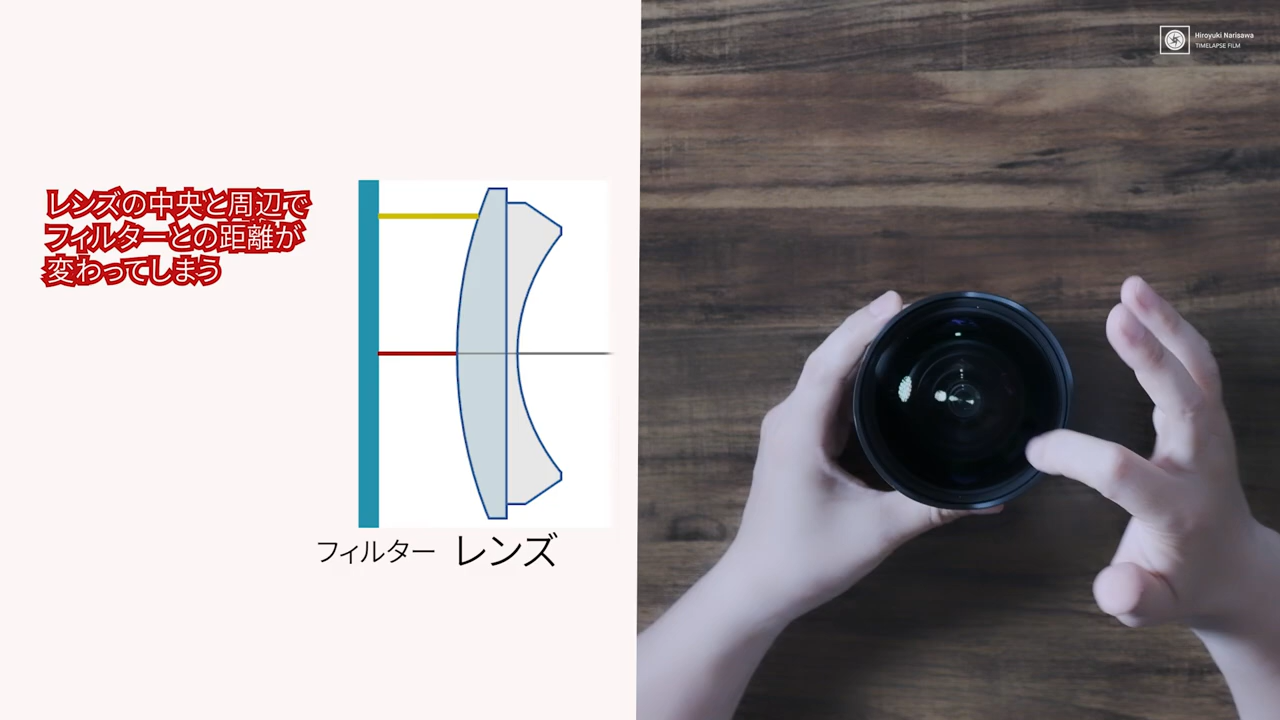 レンズの中央と周辺で
フィルターとの距離が
変わってしまう
フィルター
レンズ
Hiroyuki Narisawa
TIMELAPSE FILM